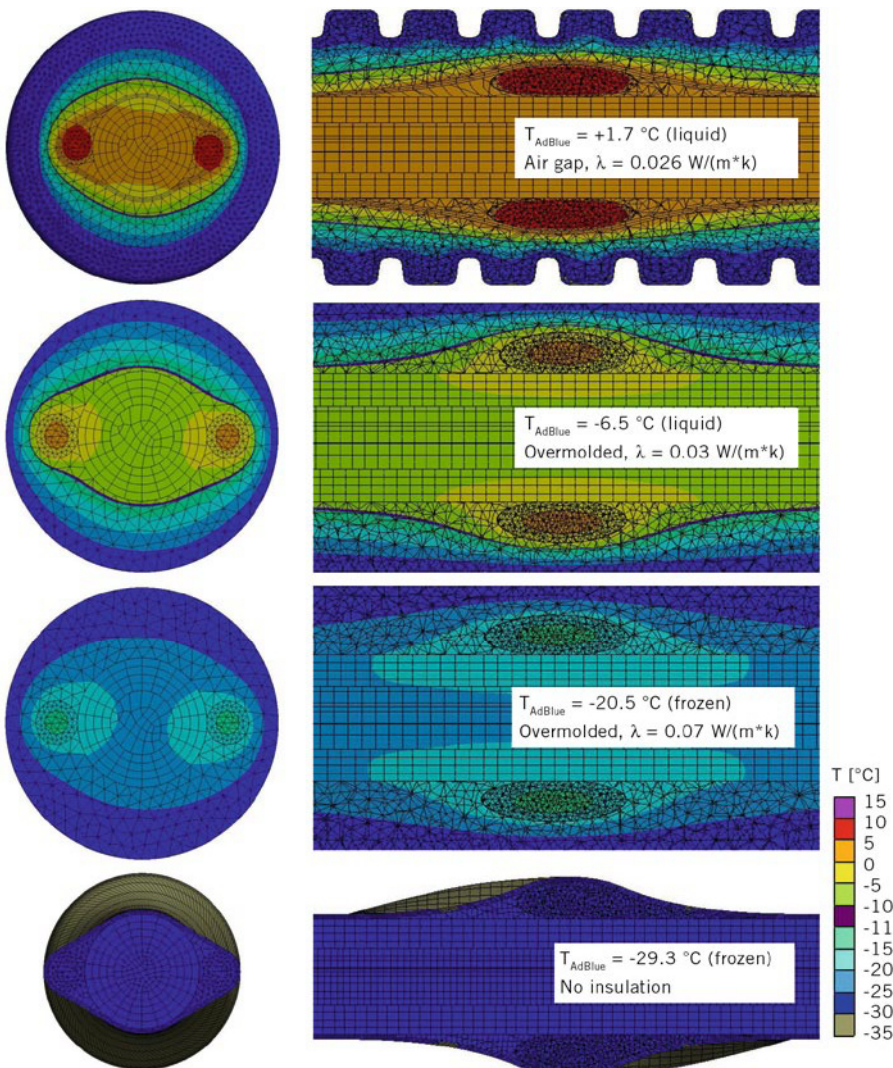 T_AdBlue = +1.7 °C (liquid)
Air gap, λ = 0.026 W/(m*k)
T_AdBlue = -6.5 °C (liquid)
Overmolded, λ = 0.03 W/(m*k)
T_AdBlue = -20.5 °C (frozen)
Overmolded, λ = 0.07 W/(m*k)
T_AdBlue = -29.3 °C (frozen)
No insulation
T [°C]
15
10
5
0
-5
-10
-11
-15
-20
-25
-30
-35